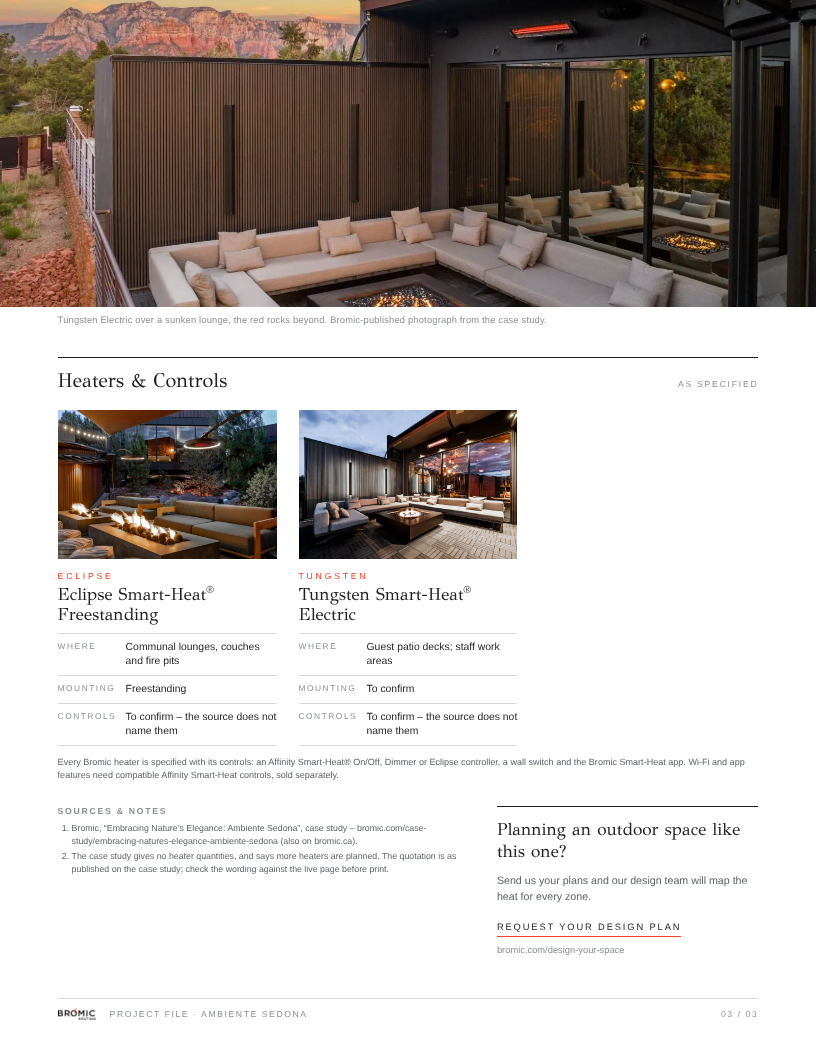 Tungsten Electric over a sunken lounge, the red rocks beyond. Bromic-published photograph from the case study.
Heaters & Controls
AS SPECIFIED
ECLIPSE
Eclipse Smart-Heat®
Freestanding
WHERE Communal lounges, couches
and fire pits
MOUNTING Freestanding
CONTROLS To confirm – the source does not
name them
TUNGSTEN
Tungsten Smart-Heat®
Electric
WHERE Guest patio decks; staff work
areas
MOUNTING To confirm
CONTROLS To confirm – the source does not
name them
Every Bromic heater is specified with its controls: an Affinity Smart-Heat® On/Off, Dimmer or Eclipse controller, a wall switch and the Bromic Smart-Heat app. Wi-Fi and app
features need compatible Affinity Smart-Heat controls, sold separately.
SOURCES & NOTES
1. Bromic, “Embracing Nature’s Elegance: Ambiente Sedona”, case study – bromic.com/case-
study/embracing-natures-elegance-ambiente-sedona (also on bromic.ca).
2. The case study gives no heater quantities, and says more heaters are planned. The quotation is as
published on the case study; check the wording against the live page before print.
Planning an outdoor space like
this one?
Send us your plans and our design team will map the
heat for every zone.
REQUEST YOUR DESIGN PLAN
bromic.com/design-your-space
BROMIC
HEATING
PROJECT FILE · AMBIENTE SEDONA
03 / 03